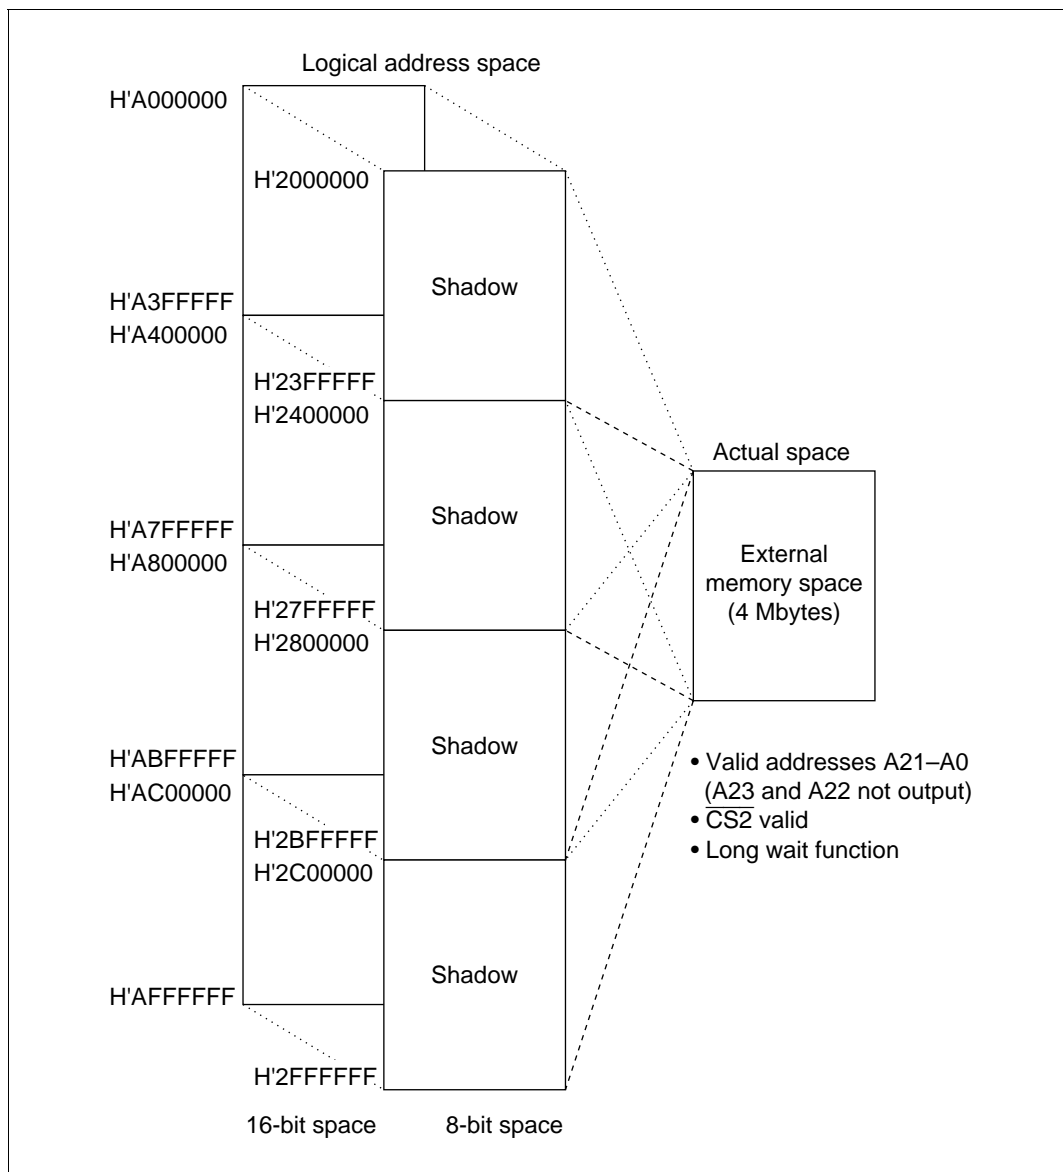 Logical address space
H'A000000
H'2000000
Shadow
H'A3FFFFF
H'A400000
H'23FFFFF
H'2400000
Actual space
Shadow
H'A7FFFFF
H'A800000
External
memory space
(4 Mbytes)
H'27FFFFF
H'2800000
Shadow
H'ABFFFFF
H'AC00000
• Valid addresses A21–A0
(A23 and A22 not output)
• C̅S̅2̅ valid
• Long wait function
H'2BFFFFF
H'2C00000
Shadow
H'AFFFFFF
H'2FFFFFF
16-bit space
8-bit space